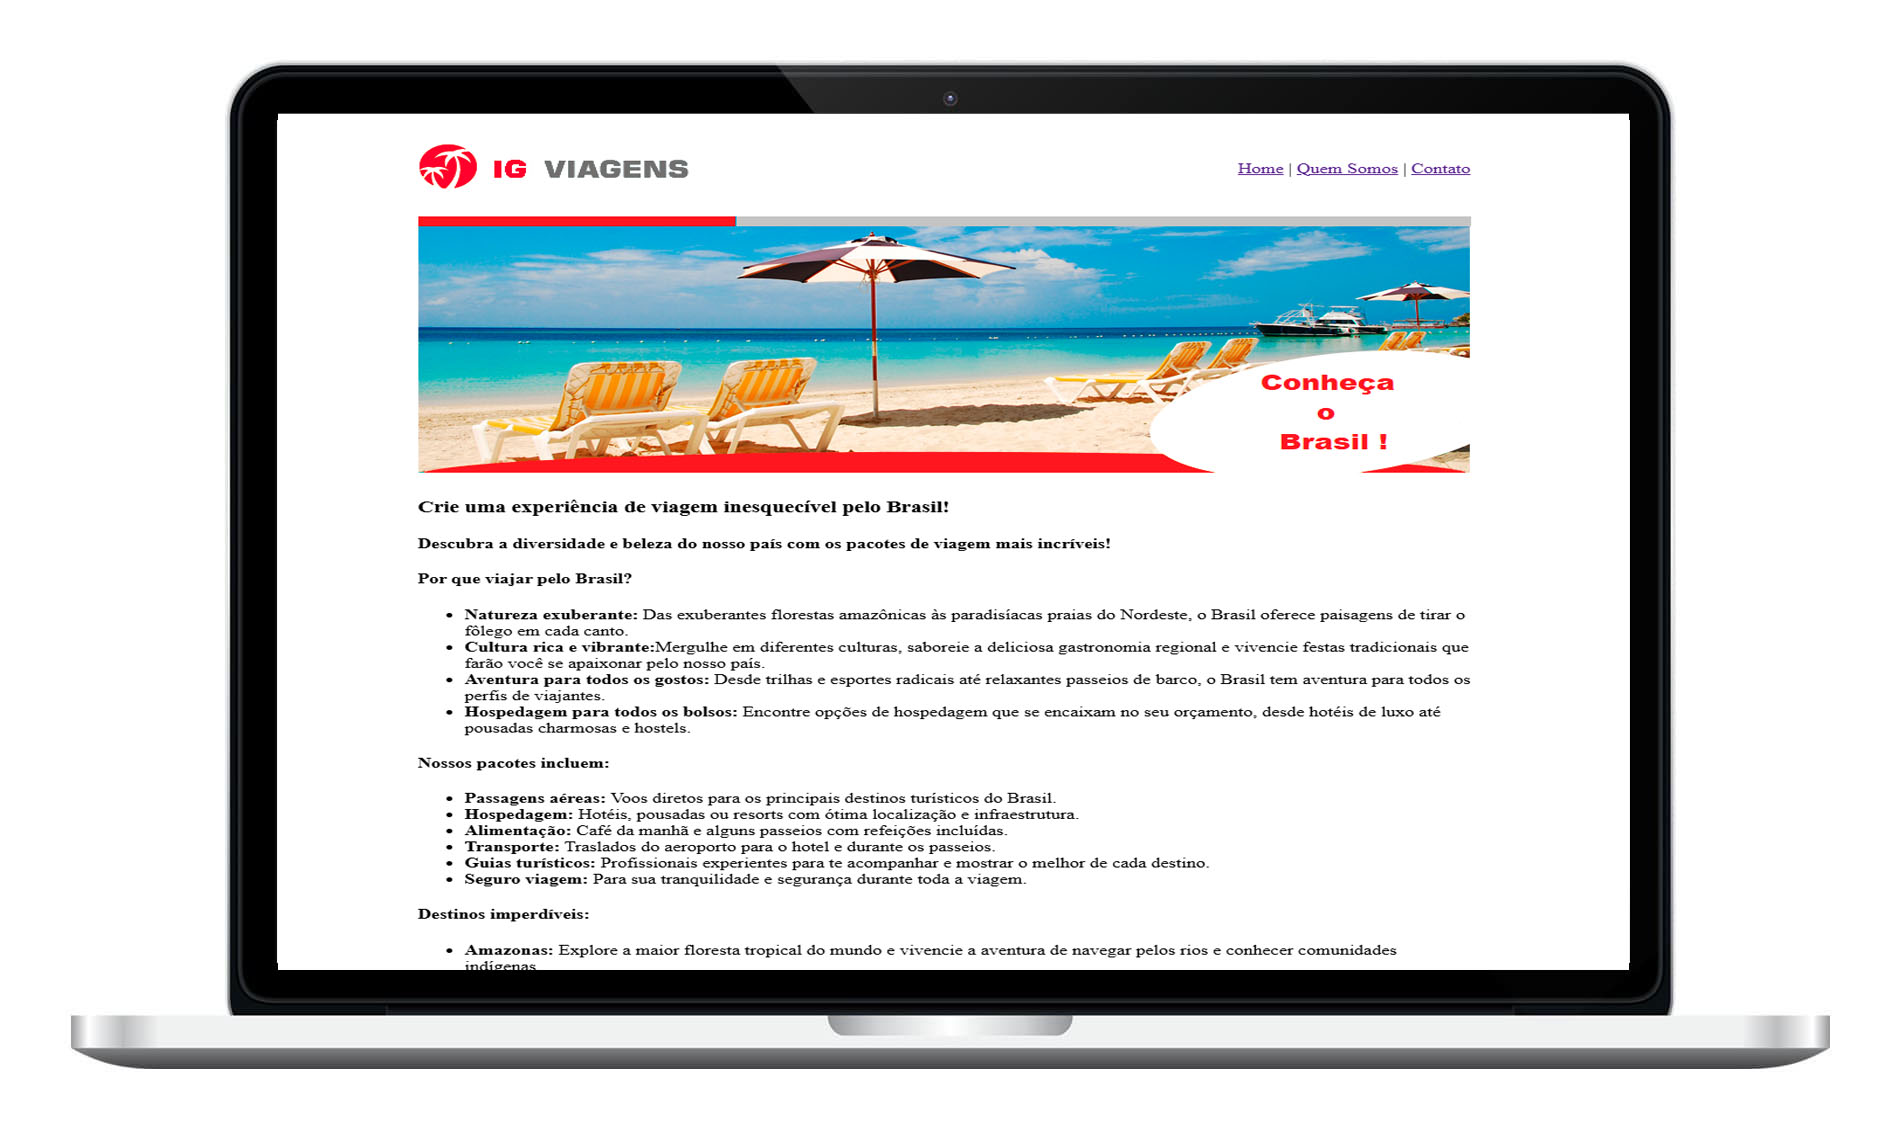 IG VIAGENS
Home | Quem Somos | Contato
Conheça
o
Brasil !
Crie uma experiência de viagem inesquecível pelo Brasil!
Descubra a diversidade e beleza do nosso país com os pacotes de viagem mais incríveis!
Por que viajar pelo Brasil?
• Natureza exuberante: Das exuberantes florestas amazônicas às paradisíacas praias do Nordeste, o Brasil oferece paisagens de tirar o
fôlego em cada canto.
• Cultura rica e vibrante:Mergulhe em diferentes culturas, saboreie a deliciosa gastronomia regional e vivencie festas tradicionais que
farão você se apaixonar pelo nosso país.
• Aventura para todos os gostos: Desde trilhas e esportes radicais até relaxantes passeios de barco, o Brasil tem aventura para todos os
perfis de viajantes.
• Hospedagem para todos os bolsos: Encontre opções de hospedagem que se encaixam no seu orçamento, desde hotéis de luxo até
pousadas charmosas e hostels.
Nossos pacotes incluem:
• Passagens aéreas: Voos diretos para os principais destinos turísticos do Brasil.
• Hospedagem: Hotéis, pousadas ou resorts com ótima localização e infraestrutura.
• Alimentação: Café da manhã e alguns passeios com refeições incluídas.
• Transporte: Traslados do aeroporto para o hotel e durante os passeios.
• Guias turísticos: Profissionais experientes para te acompanhar e mostrar o melhor de cada destino.
• Seguro viagem: Para sua tranquilidade e segurança durante toda a viagem.
Destinos imperdíveis:
• Amazonas: Explore a maior floresta tropical do mundo e vivencie a aventura de navegar pelos rios e conhecer comunidades
indígenas.